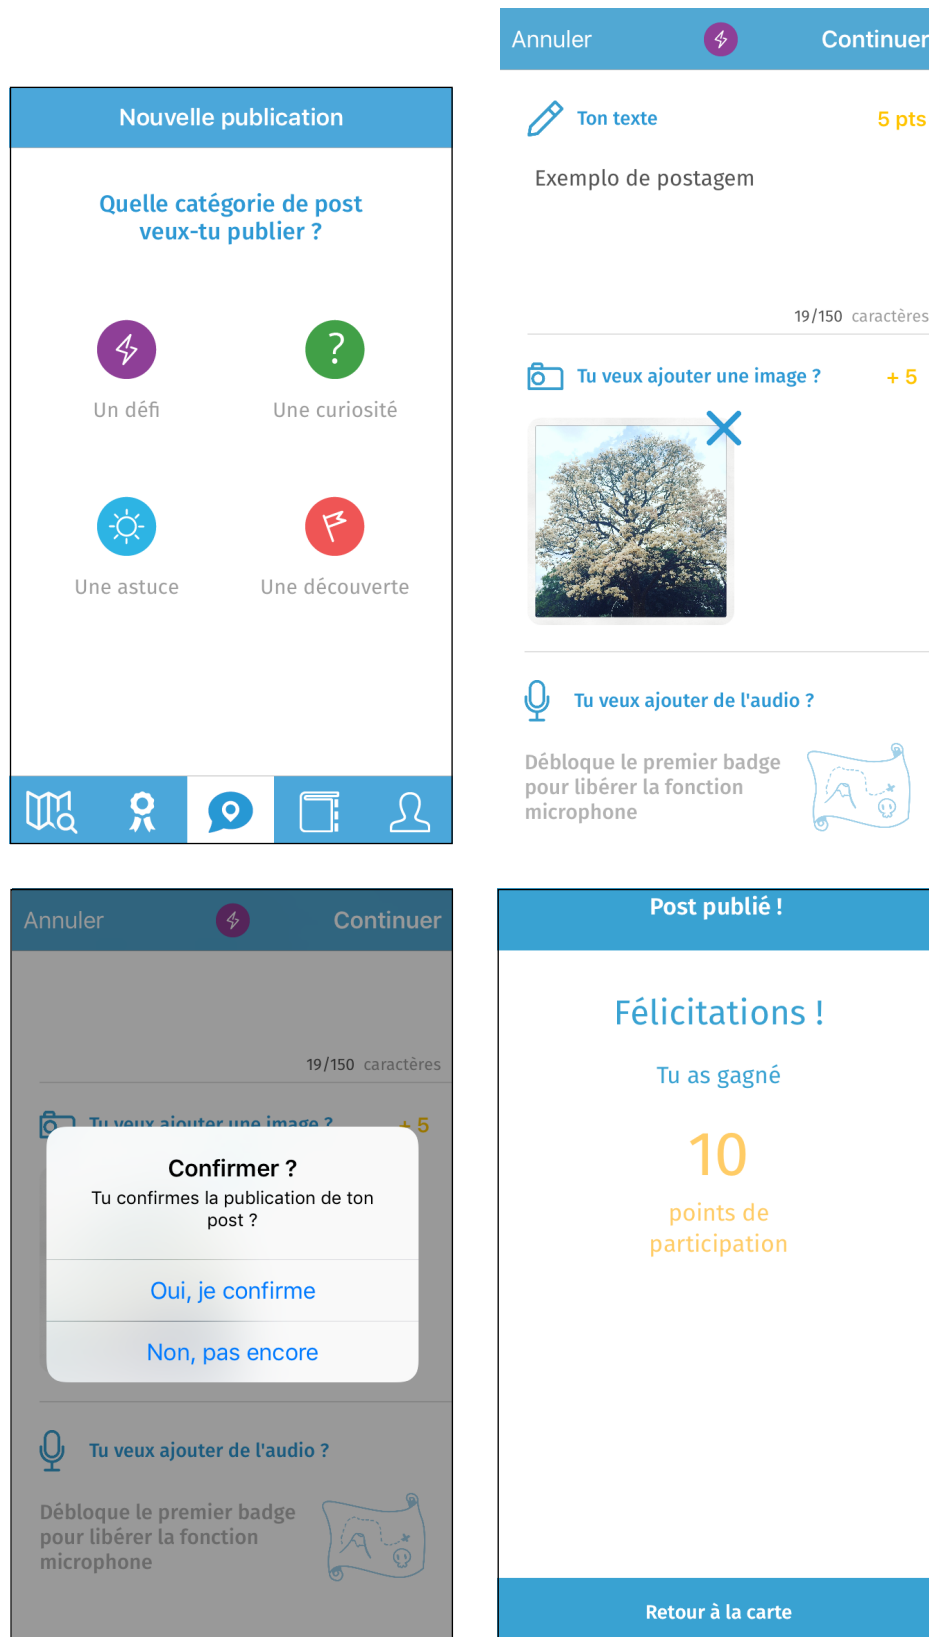 Nouvelle publication
Quelle catégorie de post
veux-tu publier ?
Un défi
?
Une curiosité
Une astuce
Une découverte
Annuler
Continuer
Ton texte
5 pts
Exemplo de postagem
19/150 caractères
Tu veux ajouter une image ?
+ 5
Tu veux ajouter de l'audio ?
Débloque le premier badge
pour libérer la fonction
microphone
Annuler
Continuer
19/150 caractères
Tu veux ajouter une image ?
+ 5
Confirmer ?
Tu confirmes la publication de ton
post ?
Oui, je confirme
Non, pas encore
Tu veux ajouter de l'audio ?
Débloque le premier badge
pour libérer la fonction
microphone
Post publié !
Félicitations !
Tu as gagné
10
points de
participation
Retour à la carte